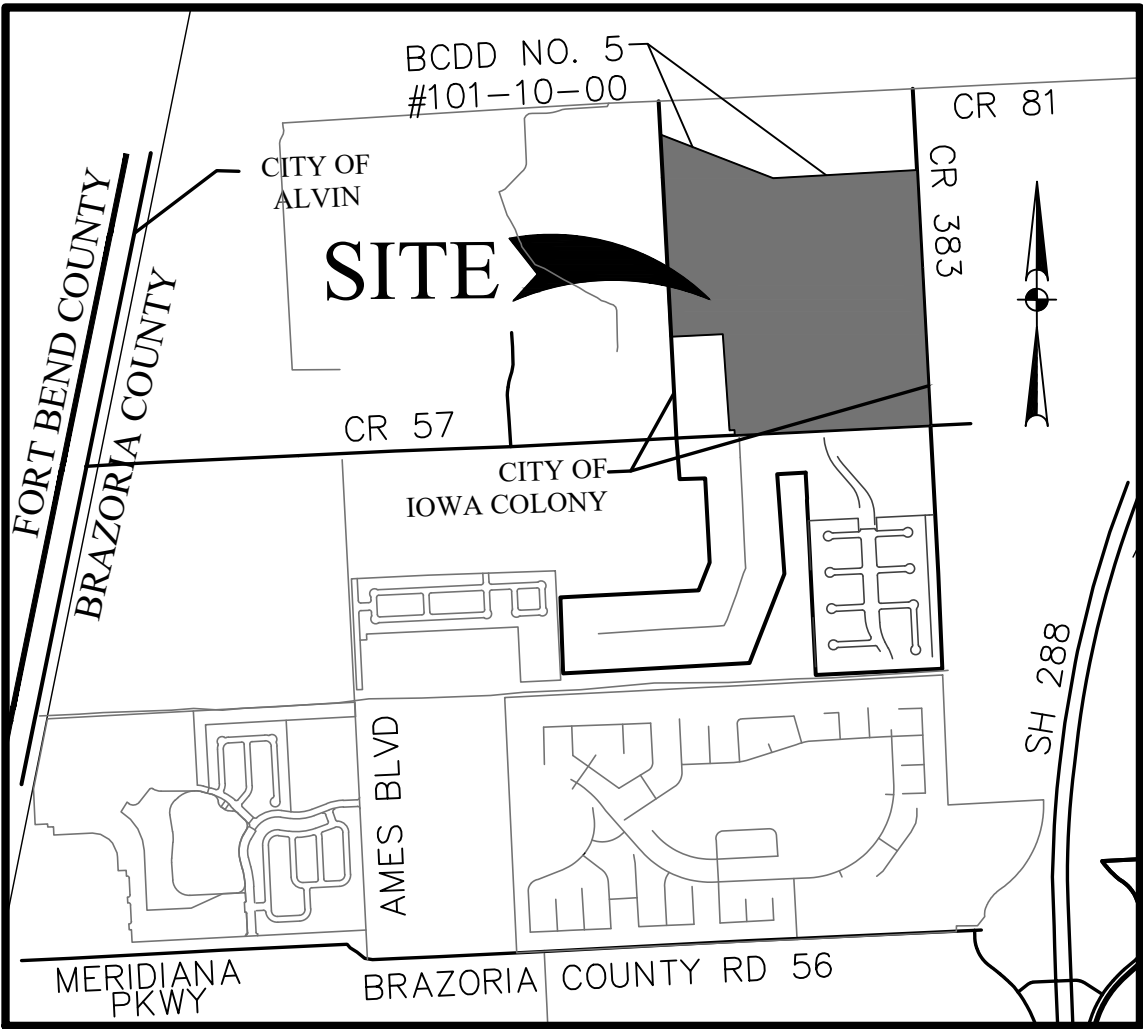 BCDD NO. 5
#101-10-00
CR 81
CITY OF
ALVIN
CR 383
SITE
FORT BEND COUNTY
BRAZORIA COUNTY
CR 57
CITY OF
IOWA COLONY
SH 288
AMES BLVD
MERIDIANA
PKWY
BRAZORIA COUNTY RD 56